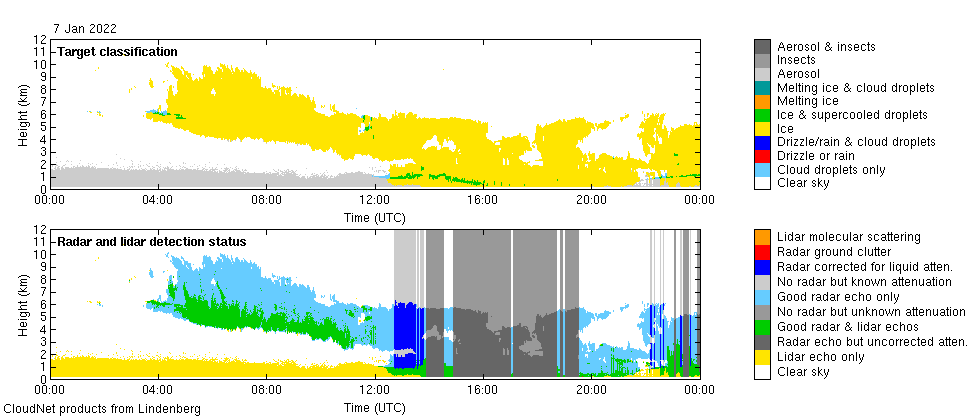 7 Jan 2022
12
11
10
9
8
7
6
5
4
3
2
1
0
Height (km)
Target classification
00:00 04:00 08:00 12:00 16:00 20:00 00:00
Time (UTC)
Aerosol & insects
Insects
Aerosol
Melting ice & cloud droplets
Melting ice
Ice & supercooled droplets
Ice
Drizzle/rain & cloud droplets
Drizzle or rain
Cloud droplets only
Clear sky
12
11
10
9
8
7
6
5
4
3
2
1
0
Height (km)
Radar and lidar detection status
00:00 04:00 08:00 12:00 16:00 20:00 00:00
Time (UTC)
Lidar molecular scattering
Radar ground clutter
Radar corrected for liquid atten.
No radar but known attenuation
Good radar echo only
No radar but unknown attenuation
Good radar & lidar echos
Radar echo but uncorrected atten.
Lidar echo only
Clear sky
CloudNet products from Lindenberg